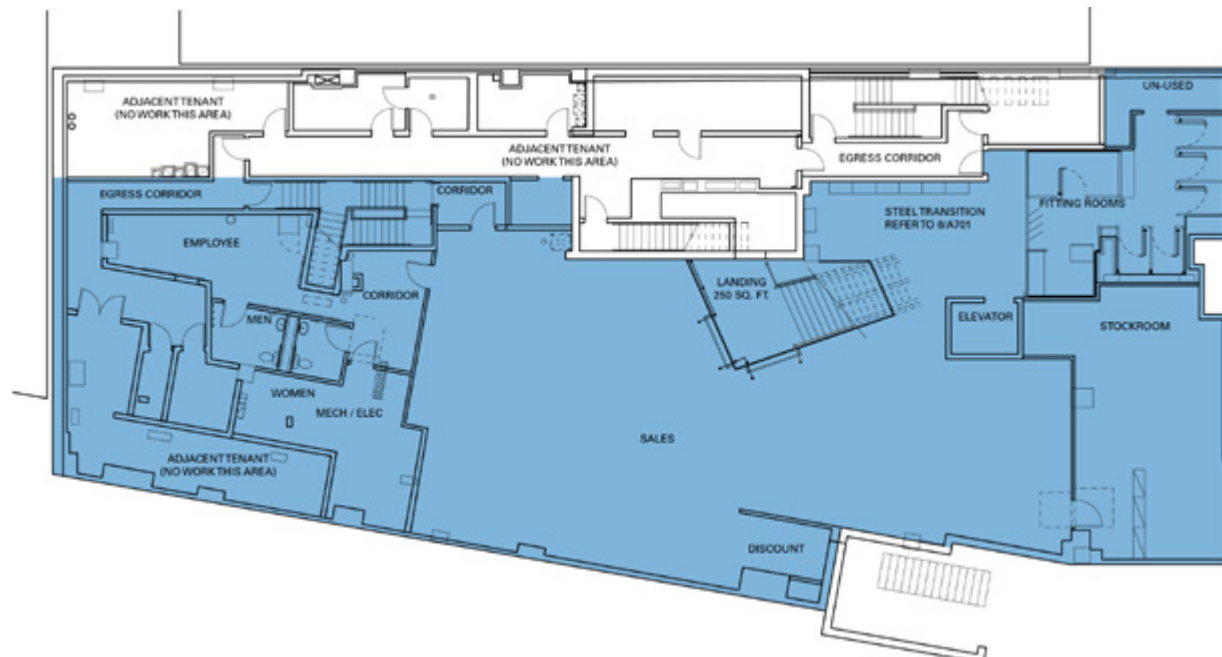 UN-USED
ADJACENT TENANT
(NO WORK THIS AREA)
ADJACENT TENANT
(NO WORK THIS AREA)
EGRESS CORRIDOR
EGRESS CORRIDOR
CORRIDOR
FITTING ROOMS
STEEL TRANSITION
REFER TO 6/A701
EMPLOYEE
LANDING
250 SQ. FT.
CORRIDOR
MEN
ELEVATOR
STOCKROOM
WOMEN
MECH / ELEC
SALES
ADJACENT TENANT
(NO WORK THIS AREA)
DISCOUNT